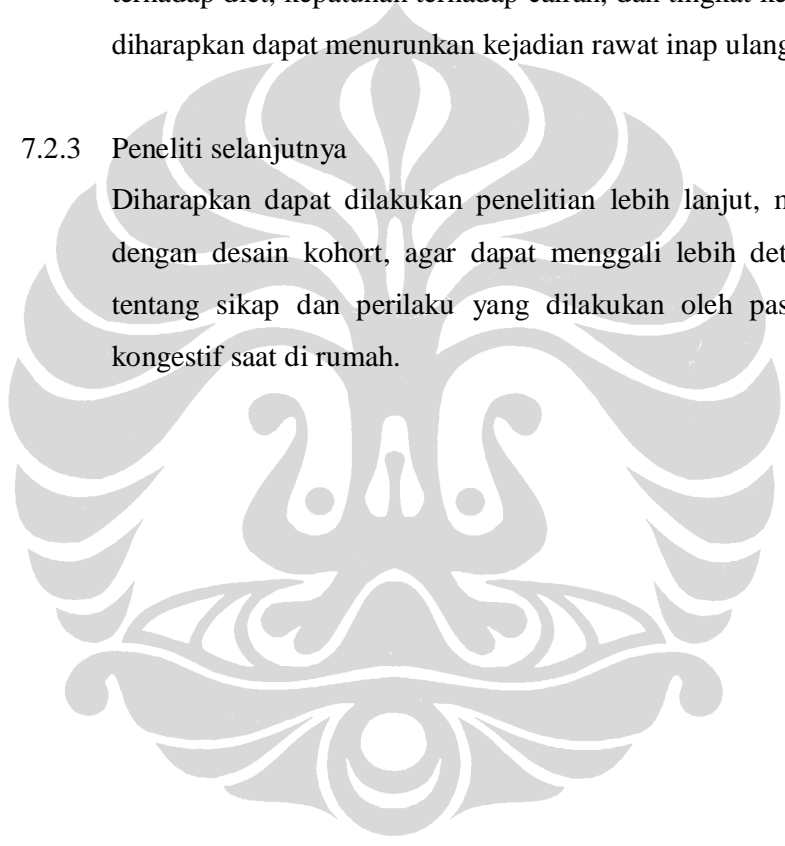 diharapkan dapat menurunkan kejadian rawat inap ulang
7.2.3 Peneliti selanjutnya
Diharapkan dapat dilakukan penelitian lebih lanjut,
dengan desain kohort, agar dapat menggali lebih
tentang sikap dan perilaku yang dilakukan oleh
kongestif saat di rumah.